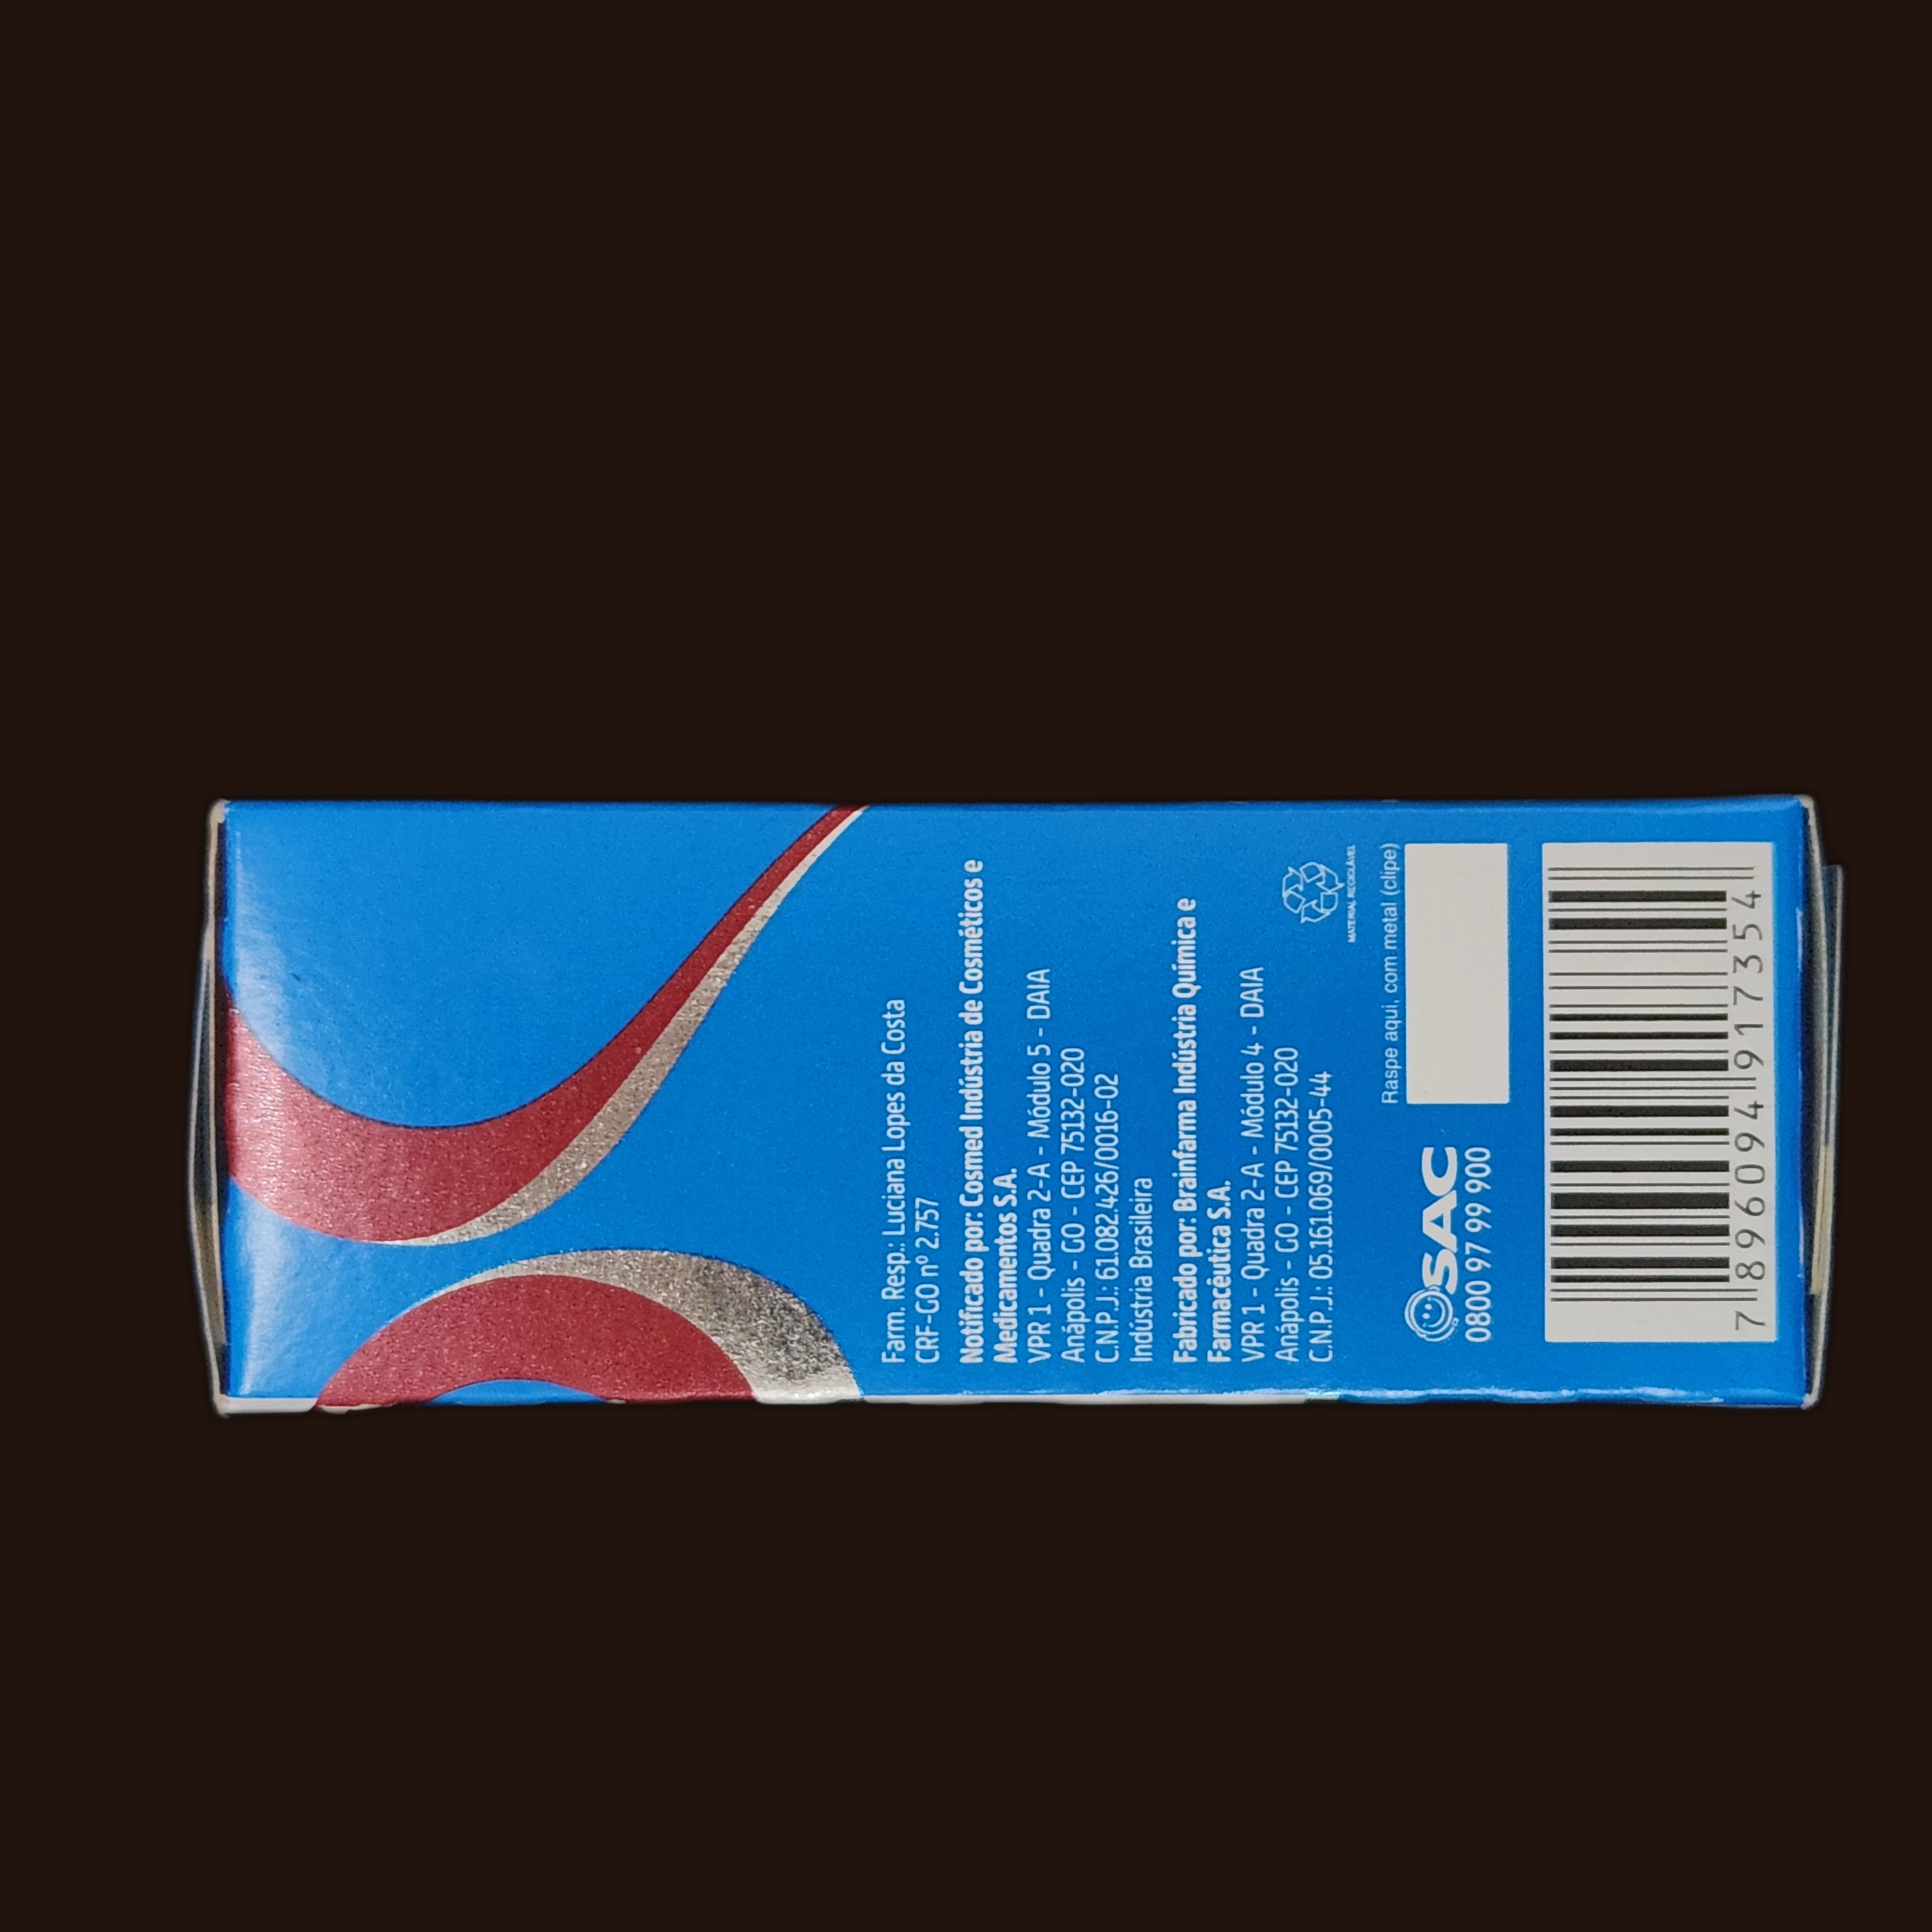 Farm. Resp.: Luciana Lopes da Costa
CRF-GO nº 2.757
Notificado por: Cosmed Indústria de Cosméticos e
Medicamentos S.A.
VPR 1 - Quadra 2-A - Módulo 5 - DAIA
Anápolis - GO - CEP 75132-020
C.N.P.J.: 61.082.426/0016-02
Indústria Brasileira
Fabricado por: Brainfarma Indústria Química e
Farmacêutica S.A.
VPR 1 - Quadra 2-A - Módulo 4 - DAIA
Anápolis - GO - CEP 75132-020
C.N.P.J.: 05.161.069/0005-44
MATERIAL RECICLÁVEL
Raspe aqui, com metal (clipe)
SAC
0800 97 99 900
7 896094 917354